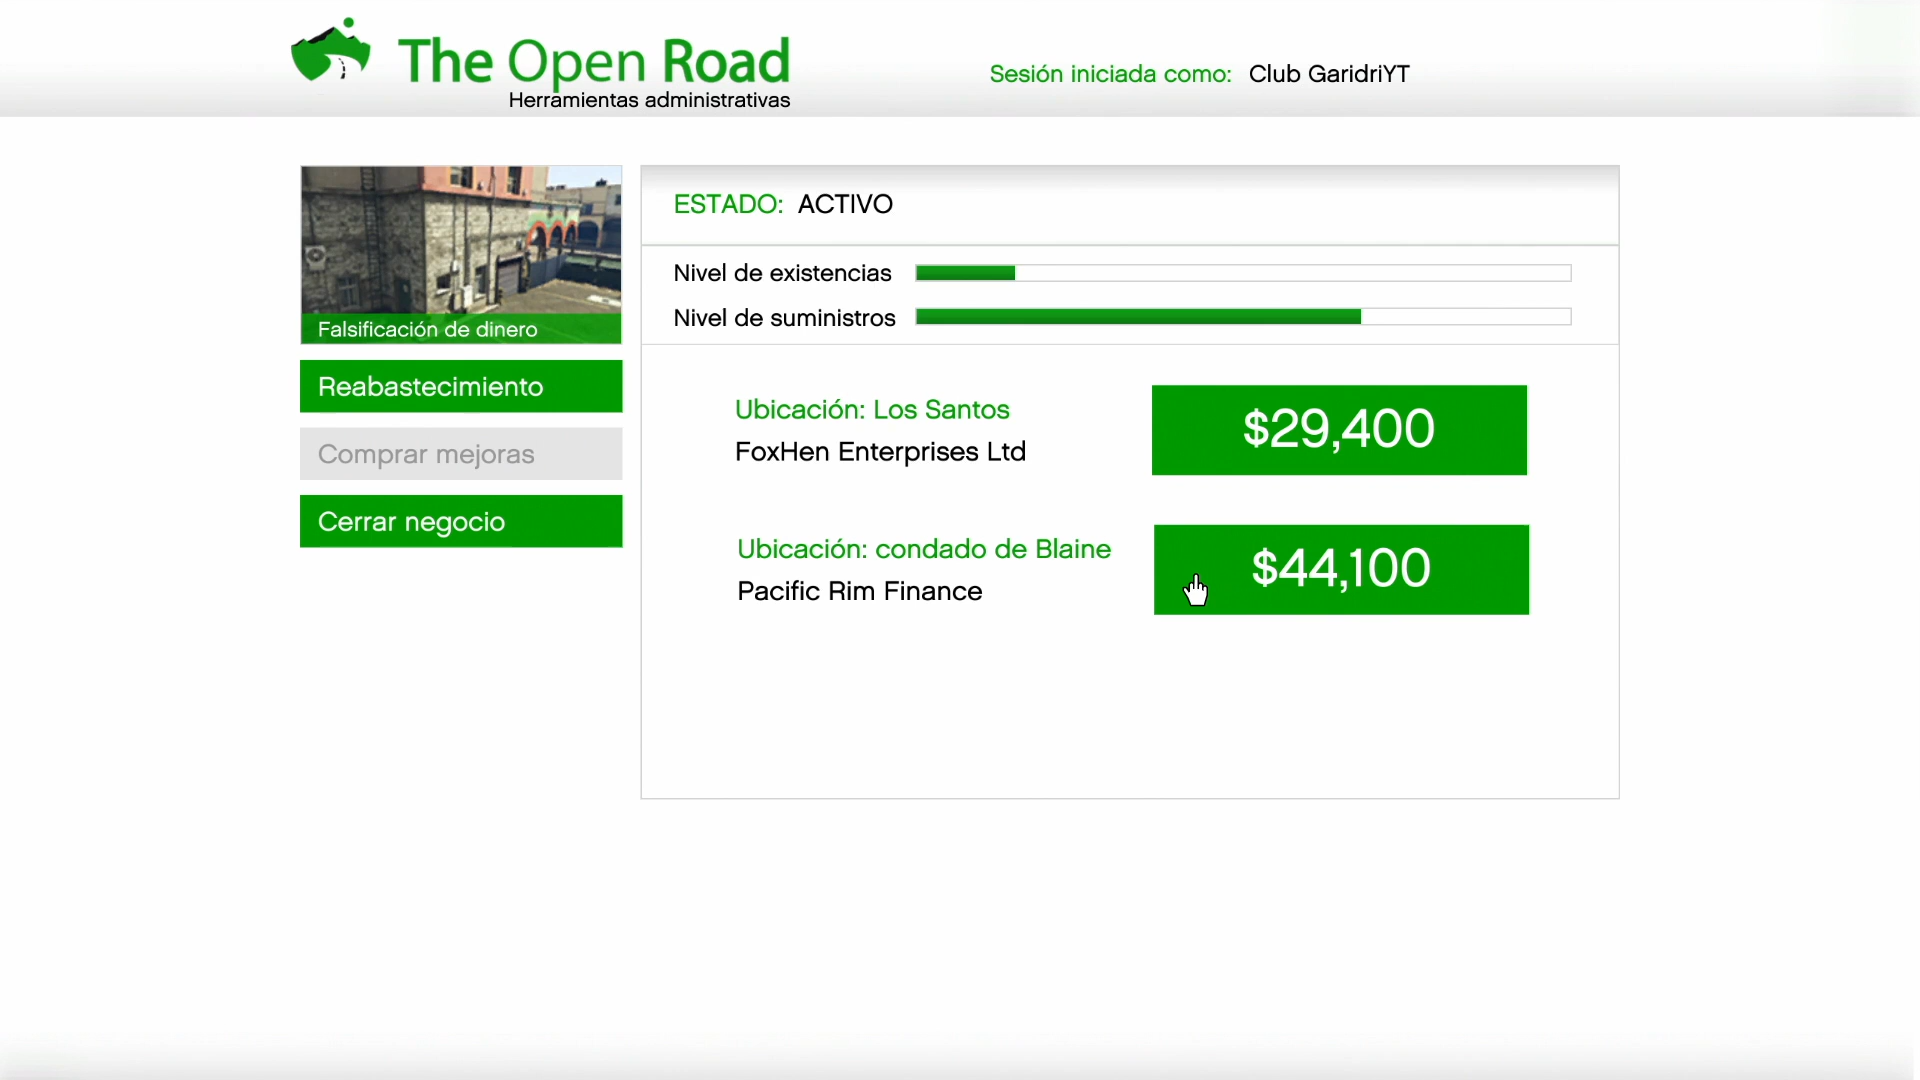 The Open Road
Herramientas administrativas
Sesión iniciada como: Club GaridriYT
Falsificación de dinero
Reabastecimiento
Comprar mejoras
Cerrar negocio
ESTADO: ACTIVO
Nivel de existencias
Nivel de suministros
Ubicación: Los Santos
FoxHen Enterprises Ltd
$29,400
Ubicación: condado de Blaine
Pacific Rim Finance
$44,100